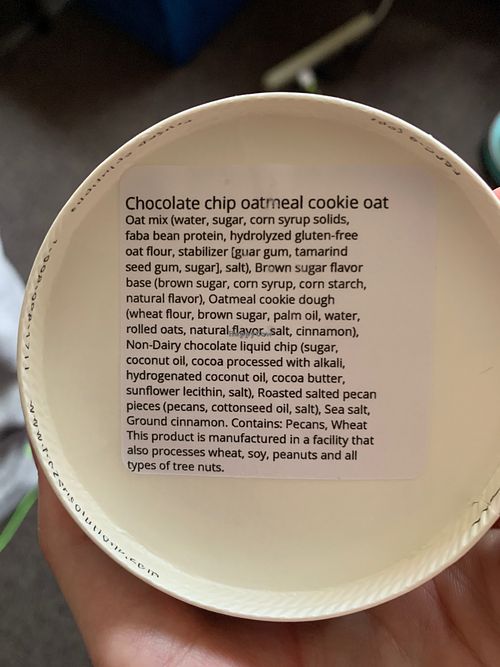 Chocolate chip oatmeal cookie oat
Oat mix (water, sugar, corn syrup solids,
faba bean protein, hydrolyzed gluten-free
oat flour, stabilizer [guar gum, tamarind
seed gum, sugar], salt), Brown sugar flavor
base (brown sugar, corn syrup, corn starch,
natural flavor), Oatmeal cookie dough
(wheat flour, brown sugar, palm oil, water,
rolled oats, natural flavor, salt, cinnamon),
Non-Dairy chocolate liquid chip (sugar,
coconut oil, cocoa processed with alkali,
hydrogenated coconut oil, cocoa butter,
sunflower lecithin, salt), Roasted salted pecan
pieces (pecans, cottonseed oil, salt), Sea salt,
Ground cinnamon. Contains: Pecans, Wheat
This product is manufactured in a facility that
also processes wheat, soy, peanuts and all
types of tree nuts.